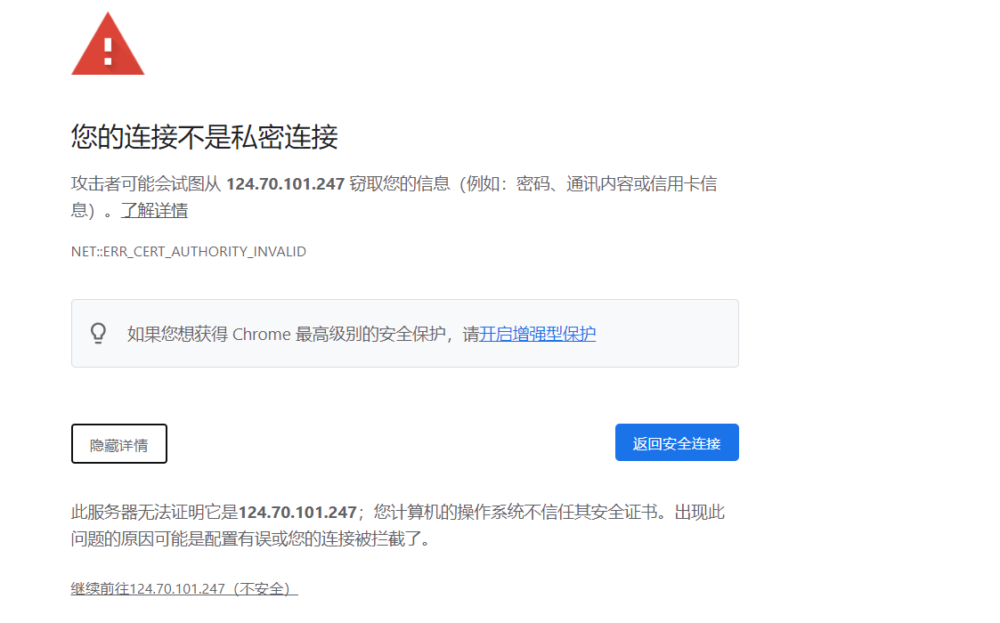 您的连接不是私密连接
攻击者可能会试图从 124.70.101.247 窃取您的信息（例如：密码、通讯内容或信用卡信
息）。了解详情
NET::ERR_CERT_AUTHORITY_INVALID
如果您想获得 Chrome 最高级别的安全保护，请开启增强型保护
隐藏详情
返回安全连接
此服务器无法证明它是124.70.101.247；您计算机的操作系统不信任其安全证书。出现此
问题的原因可能是配置有误或您的连接被拦截了。
继续前往124.70.101.247（不安全）